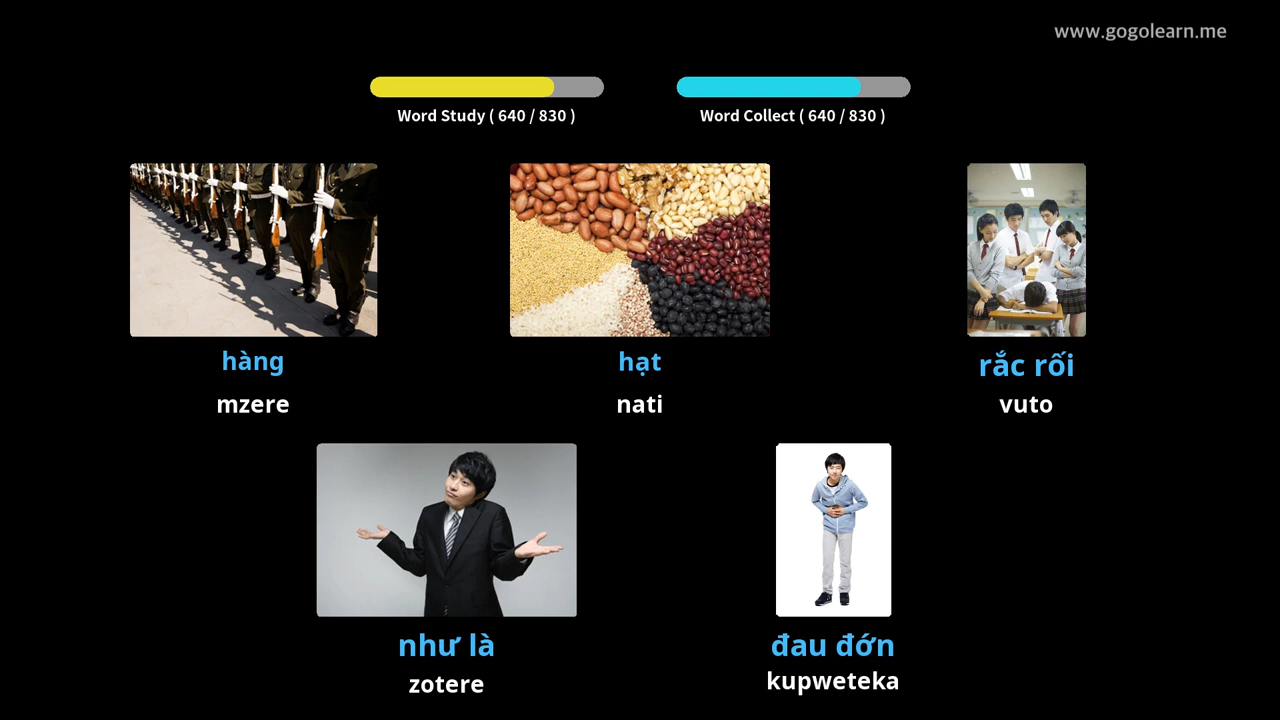 www.gogolearn.me
Word Study ( 640 / 830 )
Word Collect ( 640 / 830 )
hàng
hạt
rắc rối
mzere
nati
vuto
như là
đau đớn
zotere
kupweteka